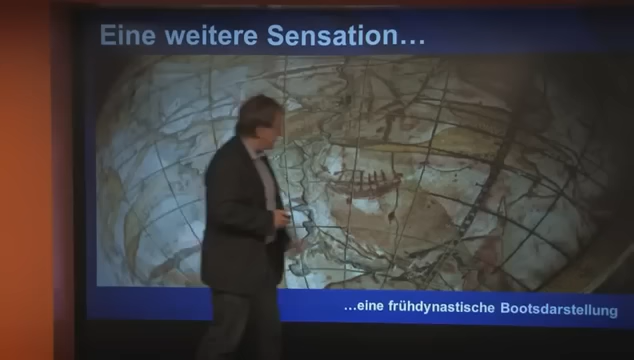 Eine weitere Sensation...
...eine frühdynastische Bootsdarstellung